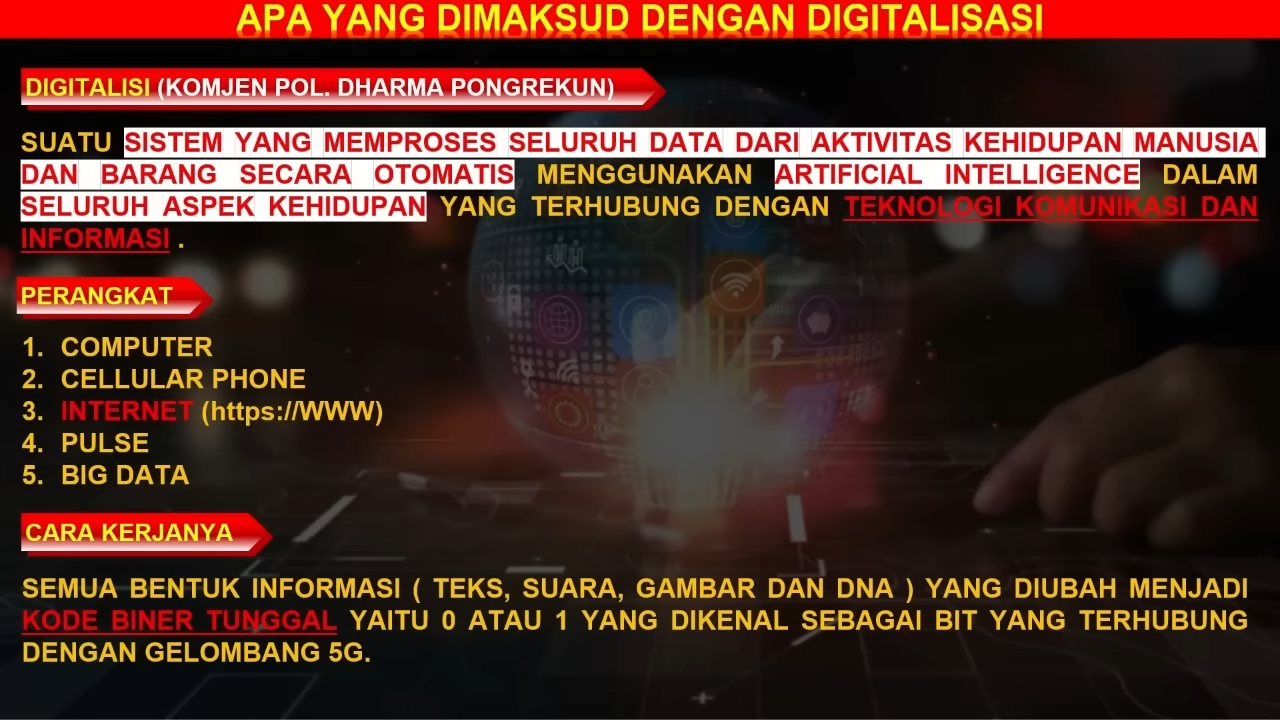 APA YANG DIMAKSUD DENGAN DIGITALISASI
DIGITALISI (KOMJEN POL. DHARMA PONGREKUN)
SUATU SISTEM YANG MEMPROSES SELURUH DATA DARI AKTIVITAS KEHIDUPAN MANUSIA
DAN BARANG SECARA OTOMATIS MENGGUNAKAN ARTIFICIAL INTELLIGENCE DALAM
SELURUH ASPEK KEHIDUPAN YANG TERHUBUNG DENGAN TEKNOLOGI KOMUNIKASI DAN
INFORMASI .
PERANGKAT
1. COMPUTER
2. CELLULAR PHONE
3. INTERNET (https://WWW)
4. PULSE
5. BIG DATA
CARA KERJANYA
SEMUA BENTUK INFORMASI ( TEKS, SUARA, GAMBAR DAN DNA ) YANG DIUBAH MENJADI
KODE BINER TUNGGAL YAITU 0 ATAU 1 YANG DIKENAL SEBAGAI BIT YANG TERHUBUNG
DENGAN GELOMBANG 5G.